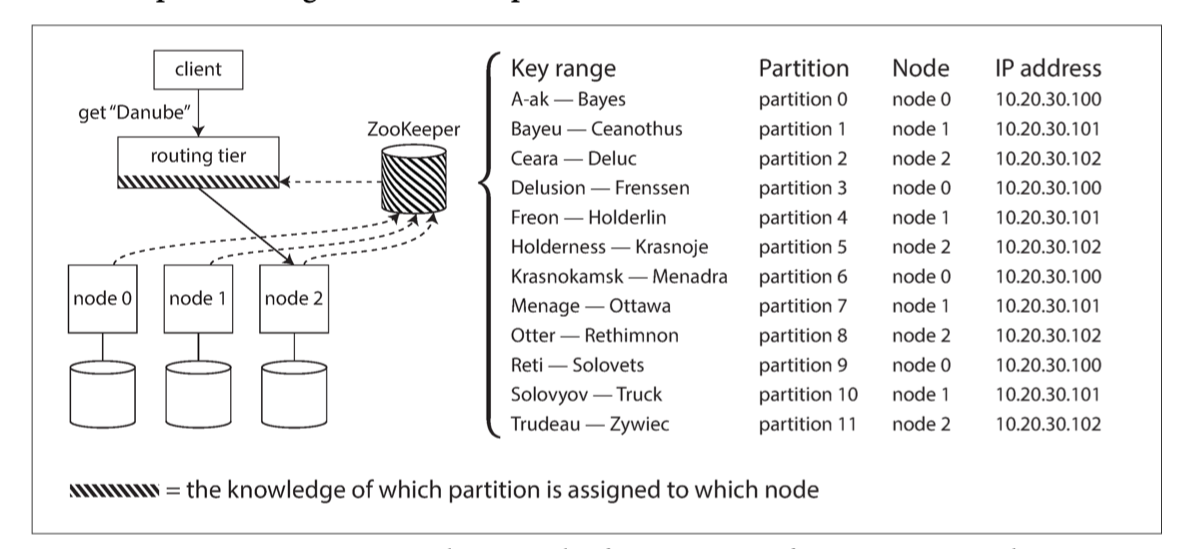 client
get "Danube"
routing tier
ZooKeeper
node 0 node 1 node 2
Key range Partition Node IP address
A-ak — Bayes partition 0 node 0 10.20.30.100
Bayeu — Ceanothus partition 1 node 1 10.20.30.101
Ceara — Deluc partition 2 node 2 10.20.30.102
Delusion — Frenssen partition 3 node 0 10.20.30.100
Freon — Holderlin partition 4 node 1 10.20.30.101
Holderness — Krasnoje partition 5 node 2 10.20.30.102
Krasnokamsk — Menadra partition 6 node 0 10.20.30.100
Menage — Ottawa partition 7 node 1 10.20.30.101
Otter — Rethimnon partition 8 node 2 10.20.30.102
Reti — Solovets partition 9 node 0 10.20.30.100
Solovyov — Truck partition 10 node 1 10.20.30.101
Trudeau — Zywiec partition 11 node 2 10.20.30.102
= the knowledge of which partition is assigned to which node